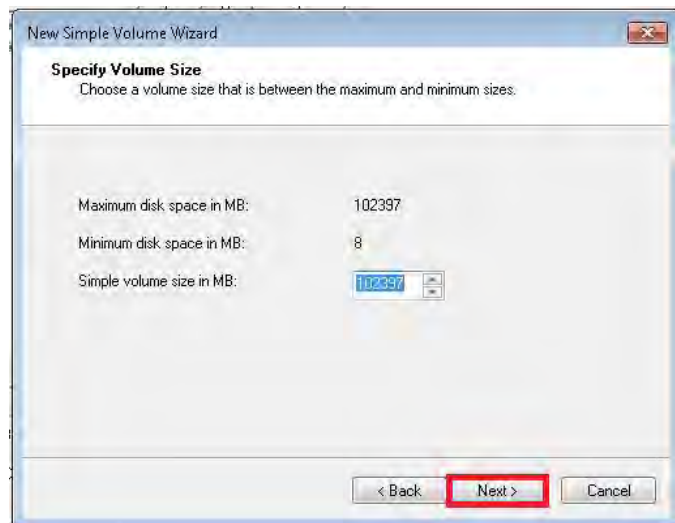 New Simple Volume Wizard
Specify Volume Size
Choose a volume size that is between the maximum and minimum sizes.
Maximum disk space in MB: 102397
Minimum disk space in MB: 8
Simple volume size in MB: 102397
< Back Next > Cancel